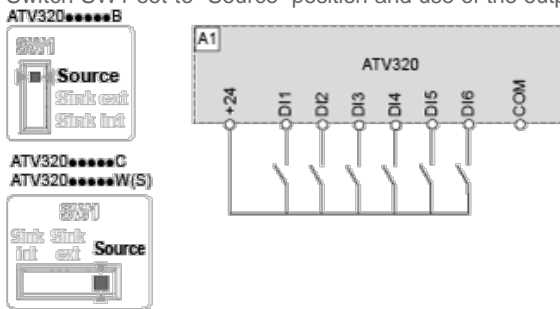 Switch SW1 set to "Source" position and use of the outp
ATV320●●●●●B
SW1
Source
Sink ext
Sink int
ATV320●●●●●C
ATV320●●●●●W(S)
SW1
Sink Sink
int ext Source
A1
ATV320
+24 DI1 DI2 DI3 DI4 DI5 DI6 COM